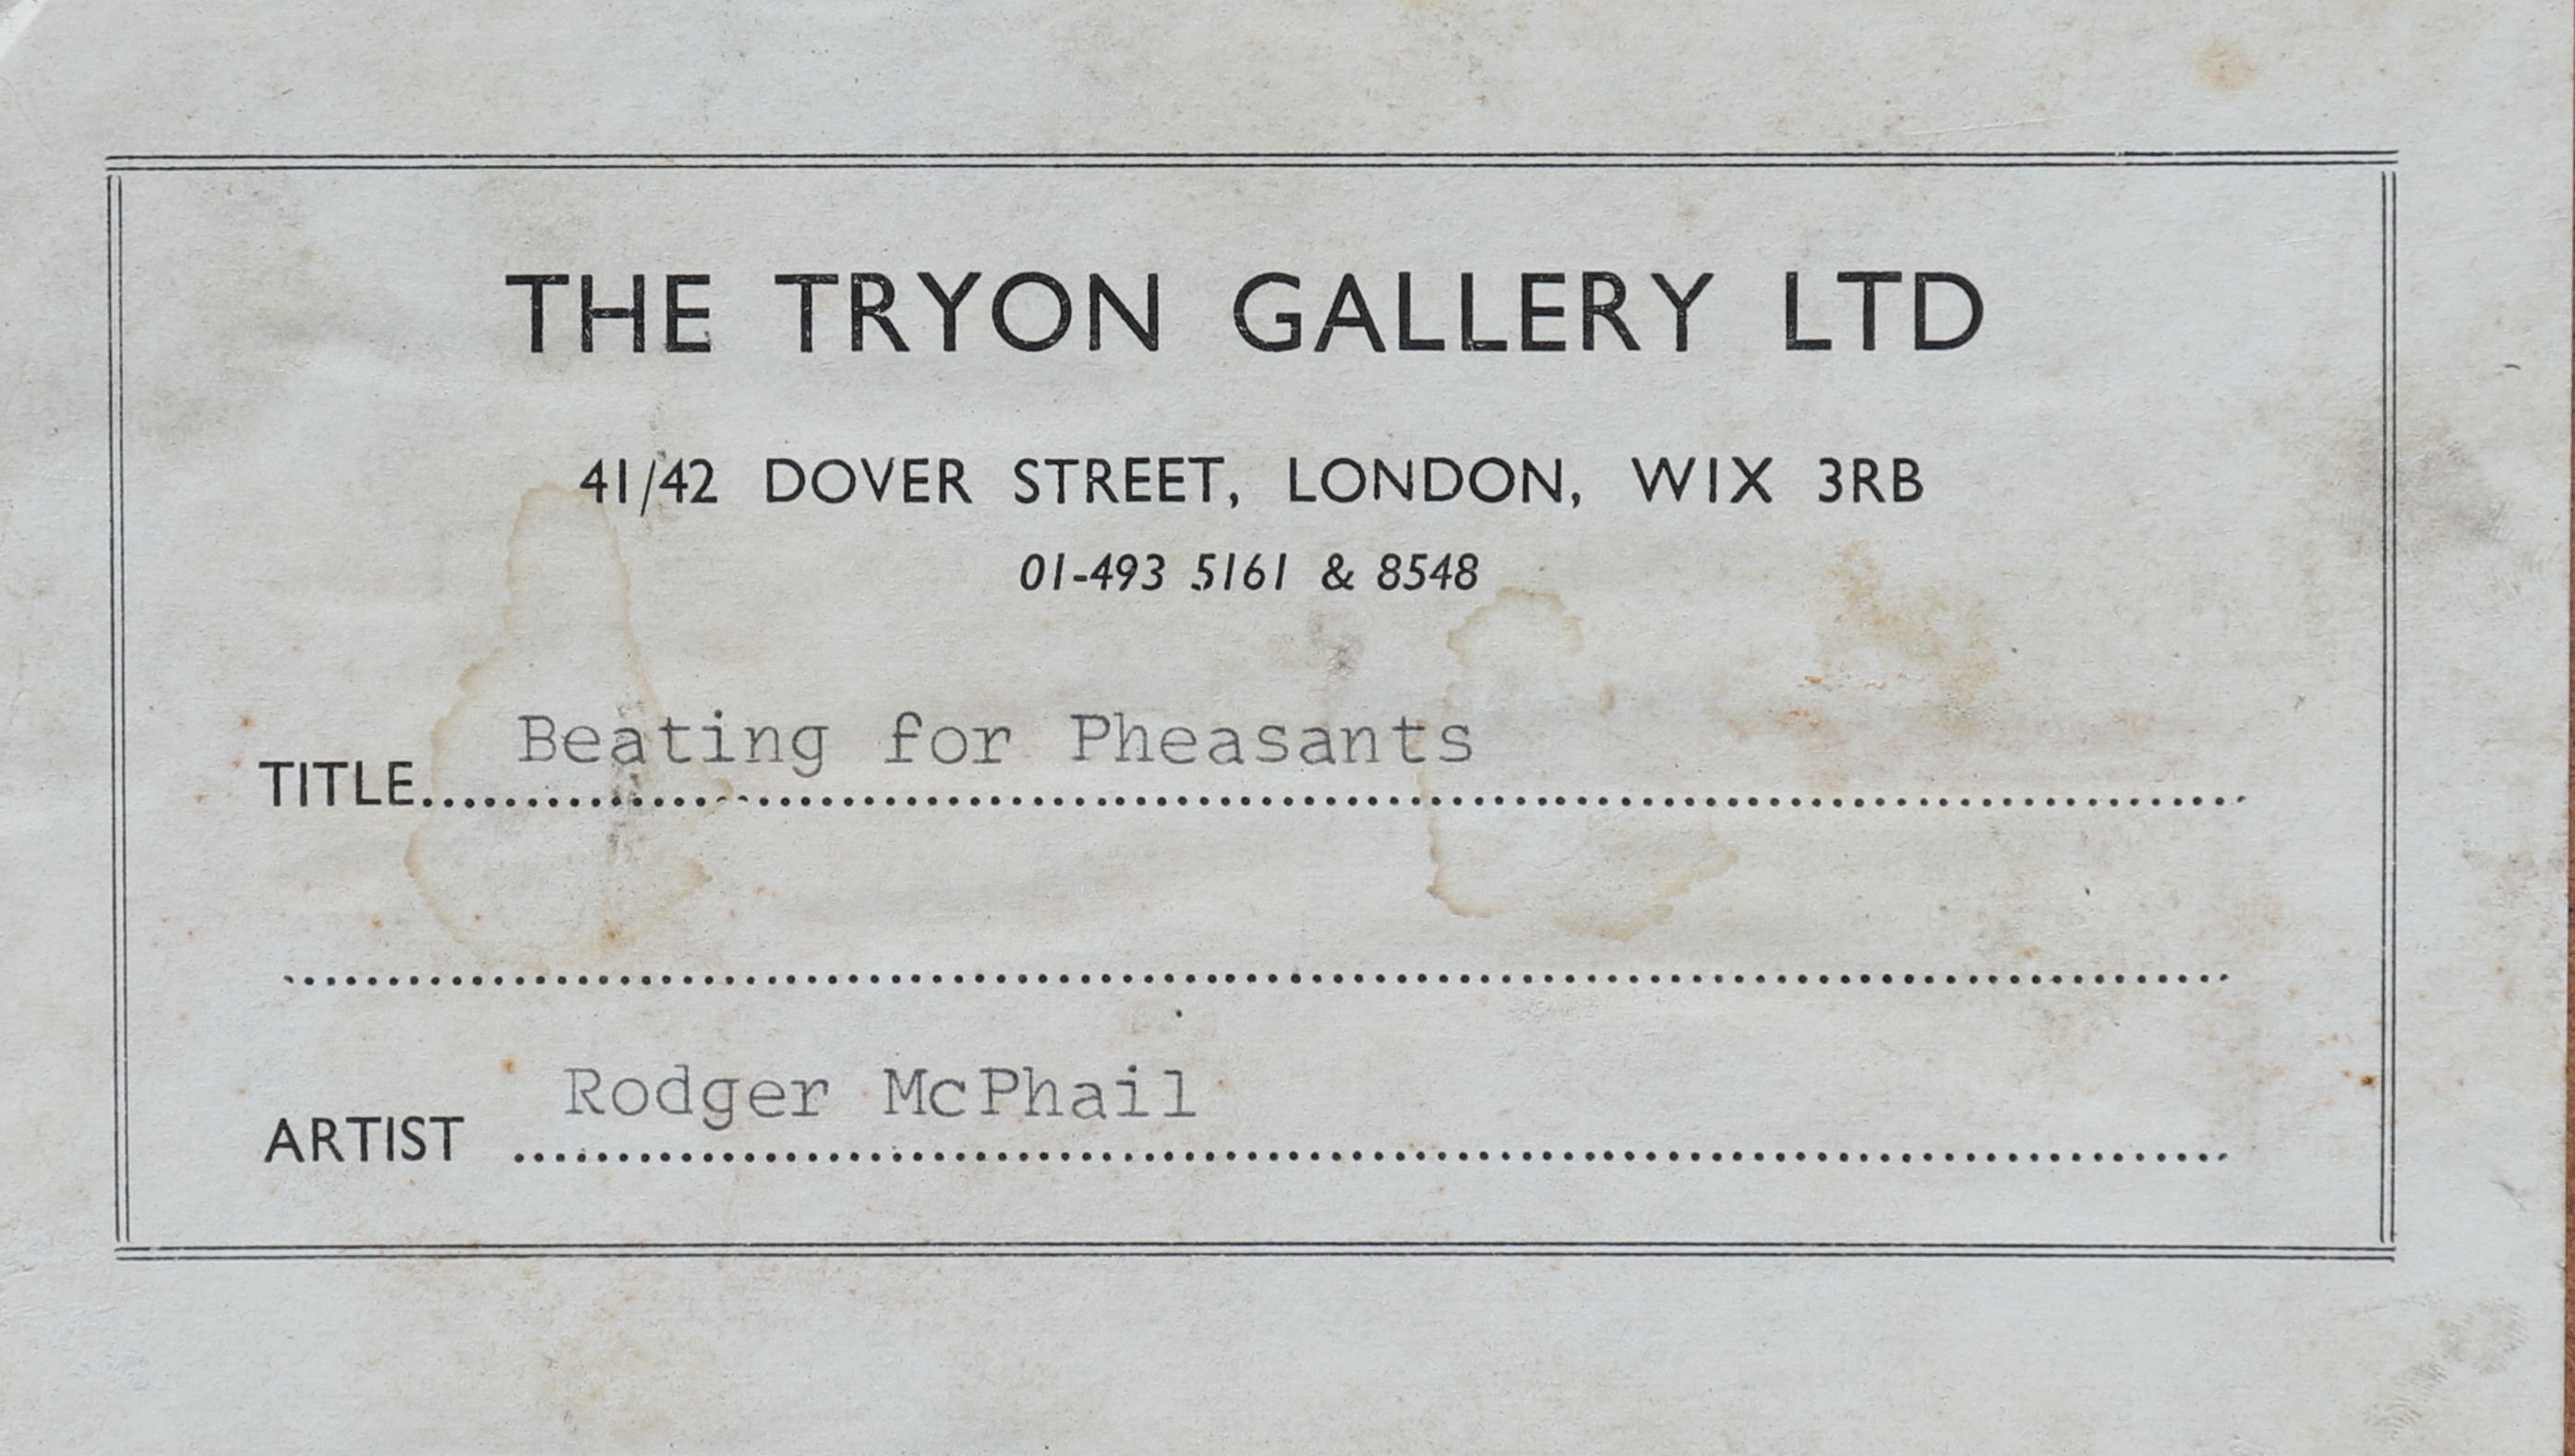 THE TRYON GALLERY LTD
41/42 DOVER STREET, LONDON, WIX 3RB
01-493 5161 & 8548
TITLE Beating for Pheasants
ARTIST Rodger McPhail